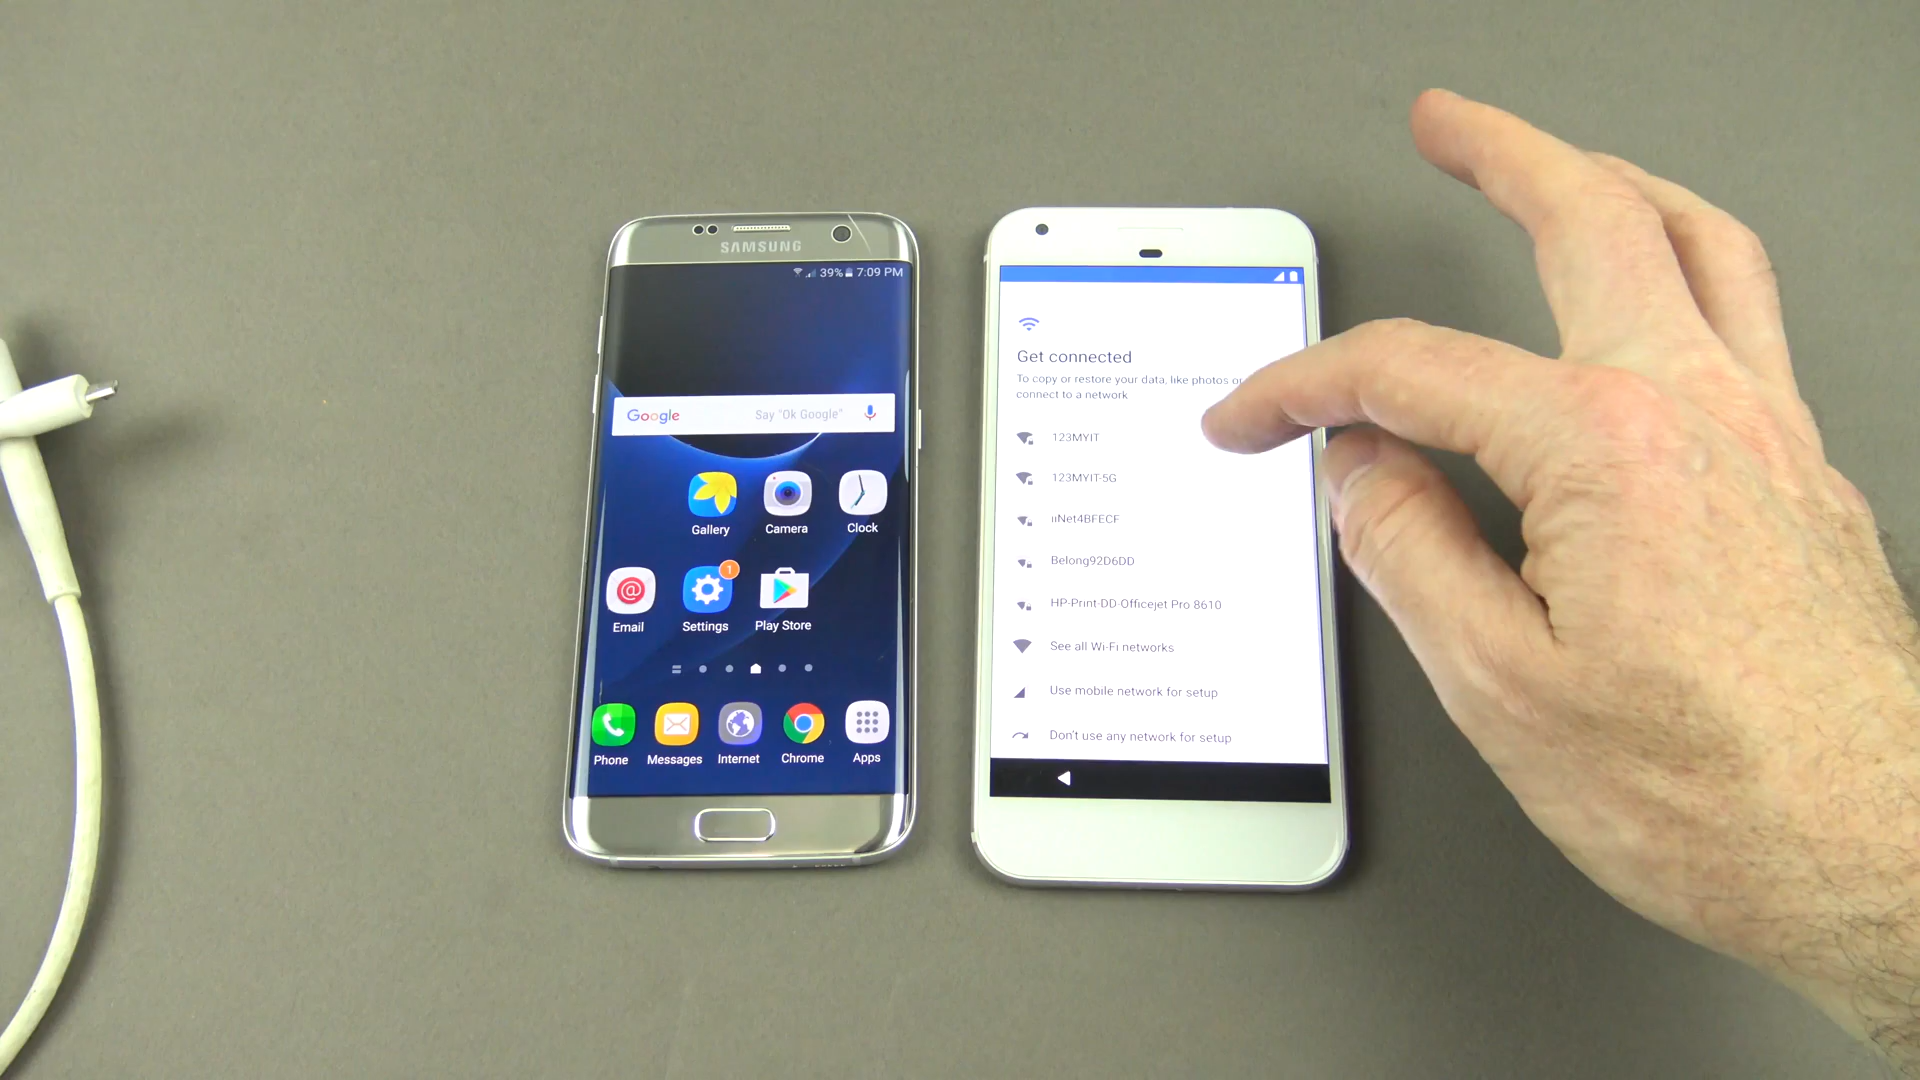 SAMSUNG
39% 7:09 PM
Google Say "Ok Google"
Gallery Camera Clock
1
Email Settings Play Store
Phone Messages Internet Chrome Apps
Get connected
To copy or restore your data, like photos or
connect to a network
123MYIT
123MYIT-5G
iiNet4BFECF
Belong92D6DD
HP-Print-DD-Officejet Pro 8610
See all Wi-Fi networks
Use mobile network for setup
Don't use any network for setup